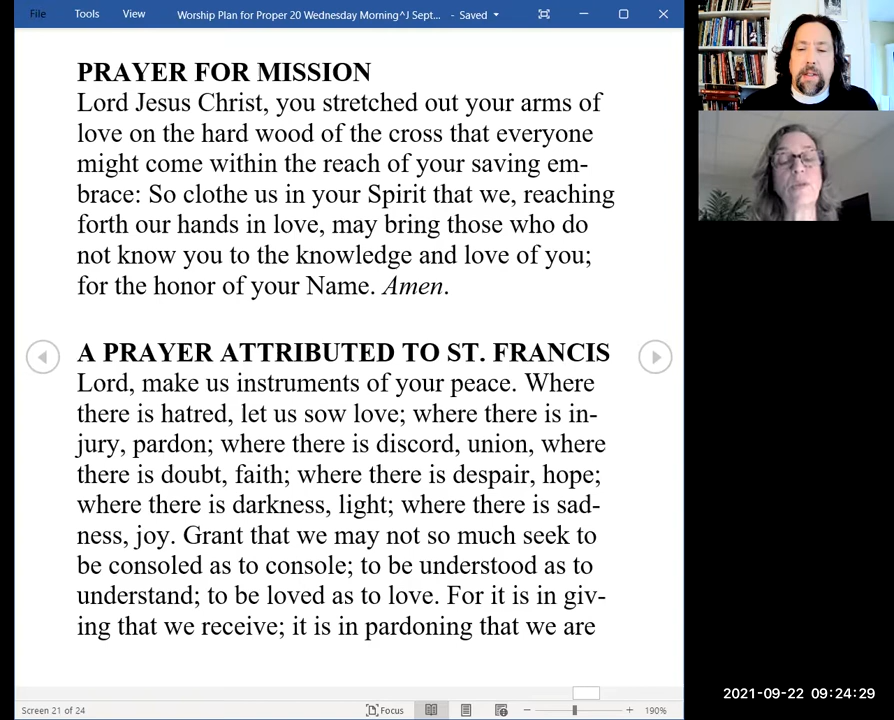 File Tools View Worship Plan for Proper 20 Wednesday Morning^J Sept... - Saved
PRAYER FOR MISSION
Lord Jesus Christ, you stretched out your arms of
love on the hard wood of the cross that everyone
might come within the reach of your saving em-
brace: So clothe us in your Spirit that we, reaching
forth our hands in love, may bring those who do
not know you to the knowledge and love of you;
for the honor of your Name. Amen.
A PRAYER ATTRIBUTED TO ST. FRANCIS
Lord, make us instruments of your peace. Where
there is hatred, let us sow love; where there is in-
jury, pardon; where there is discord, union, where
there is doubt, faith; where there is despair, hope;
where there is darkness, light; where there is sad-
ness, joy. Grant that we may not so much seek to
be consoled as to console; to be understood as to
understand; to be loved as to love. For it is in giv-
ing that we receive; it is in pardoning that we are
Screen 21 of 24 Focus 190%
2021-09-22 09:24:29